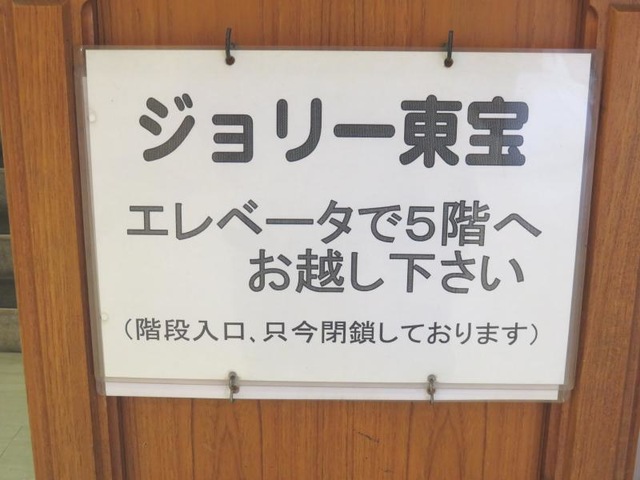 ジョリー東宝
エレベータで5階へ
お越し下さい
（階段入口、只今閉鎖しております）